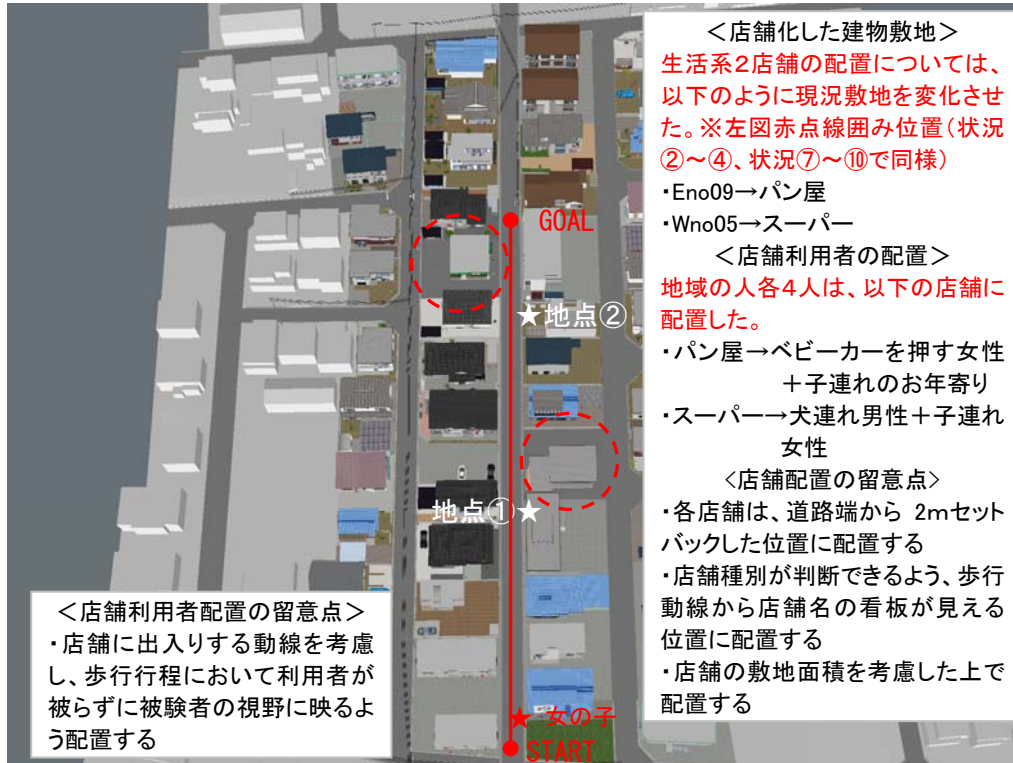 ＜店舗化した建物敷地＞
生活系２店舗の配置については、
以下のように現況敷地を変化させ
た。※左図赤点線囲み位置（状況
②～④、状況⑦～⑩で同様）
・Eno09→パン屋
・Wno05→スーパー
＜店舗利用者の配置＞
地域の人各４人は、以下の店舗に
配置した。
・パン屋→ベビーカーを押す女性
＋子連れのお年寄り
・スーパー→犬連れ男性＋子連れ
女性
<店舗配置の留意点>
・各店舗は、道路端から 2mセット
バックした位置に配置する
・店舗種別が判断できるよう、歩行
動線から店舗名の看板が見える
位置に配置する
・店舗の敷地面積を考慮した上で
配置する
GOAL
★地点②
地点①★
★ 女の子
START
＜店舗利用者配置の留意点＞
・店舗に出入りする動線を考慮
し、歩行行程において利用者が
被らずに被験者の視野に映るよ
う配置する